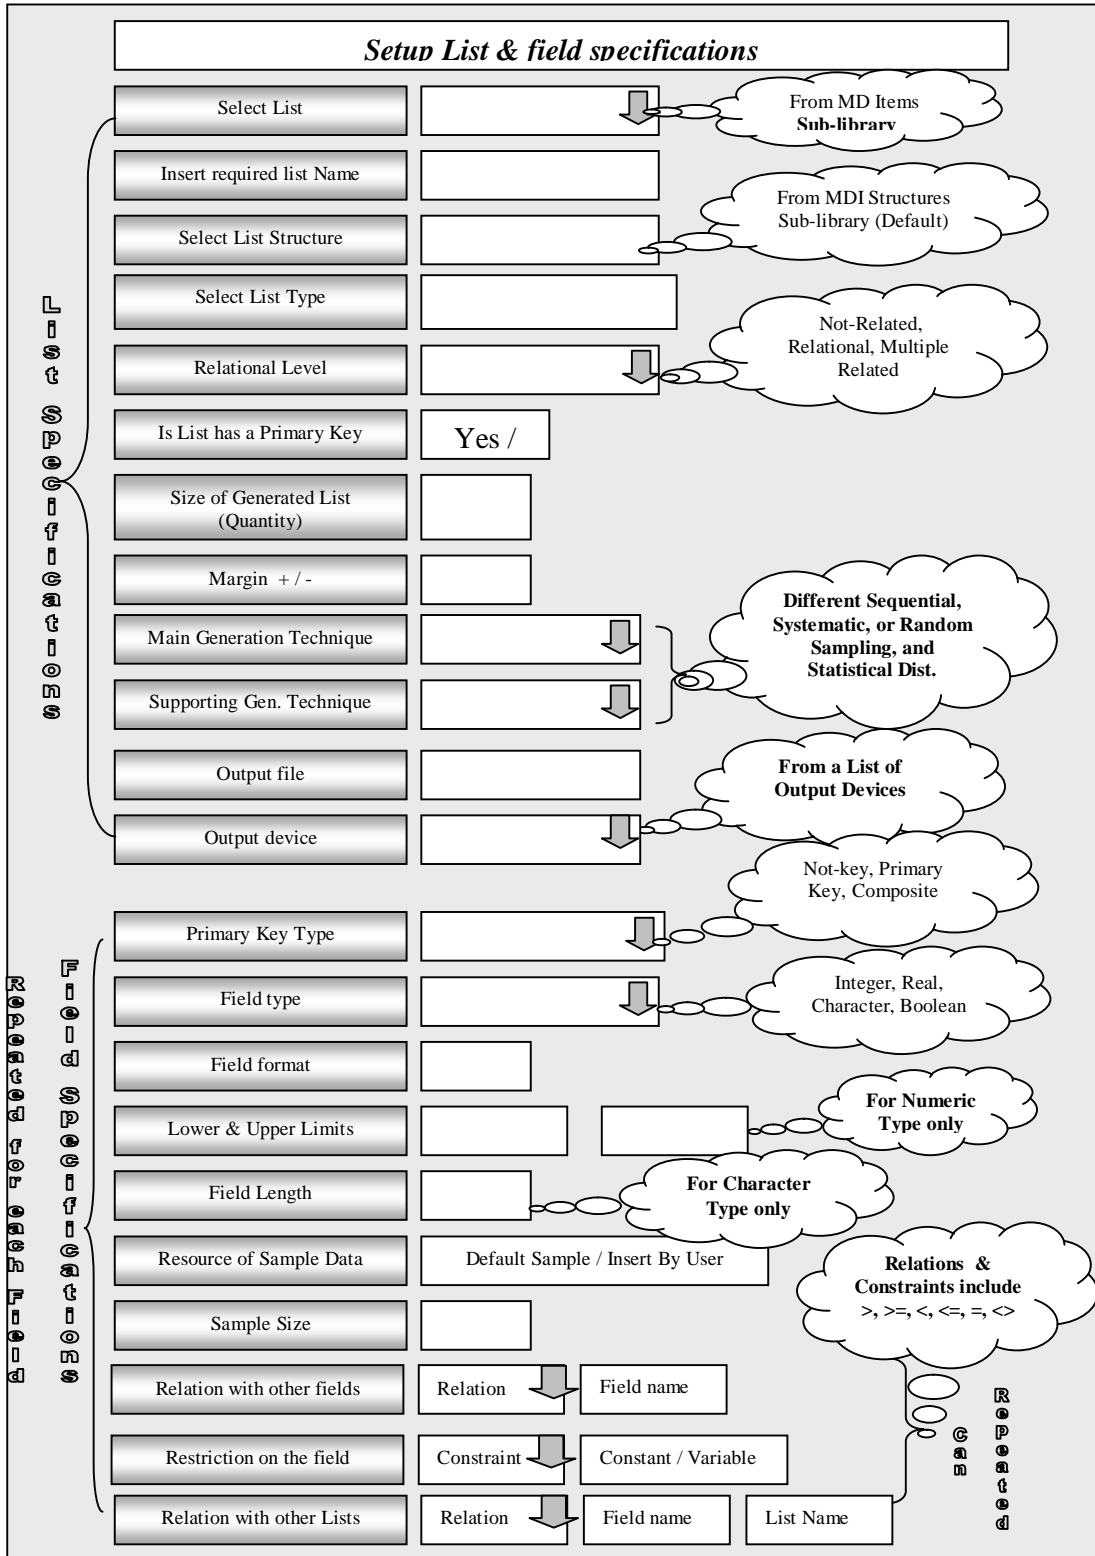 Setup List & field specifications
Select List
From MD Items
Sub-library
Insert required list Name
From MDI Structures
Sub-library (Default)
Select List Structure
Select List Type
Not-Related,
Relational, Multiple
Related
Relational Level
Is List has a Primary Key
Yes /
Size of Generated List
(Quantity)
Margin + / -
Different Sequential,
Systematic, or Random
Sampling, and
Statistical Dist.
Main Generation Technique
Supporting Gen. Technique
Output file
From a List of
Output Devices
Output device
List Specifications
Not-key, Primary
Key, Composite
Primary Key Type
Field type
Integer, Real,
Character, Boolean
Field format
Lower & Upper Limits
For Numeric
Type only
Field Length
For Character
Type only
Resource of Sample Data
Default Sample / Insert By User
Relations &
Constraints include
>, >=, <, <=, =, <>
Sample Size
Relation with other fields
Relation
Field name
Restriction on the field
Constraint
Constant / Variable
Relation with other Lists
Relation
Field name
List Name
Field Specifications
Repeated for each Field
Can
Repeated